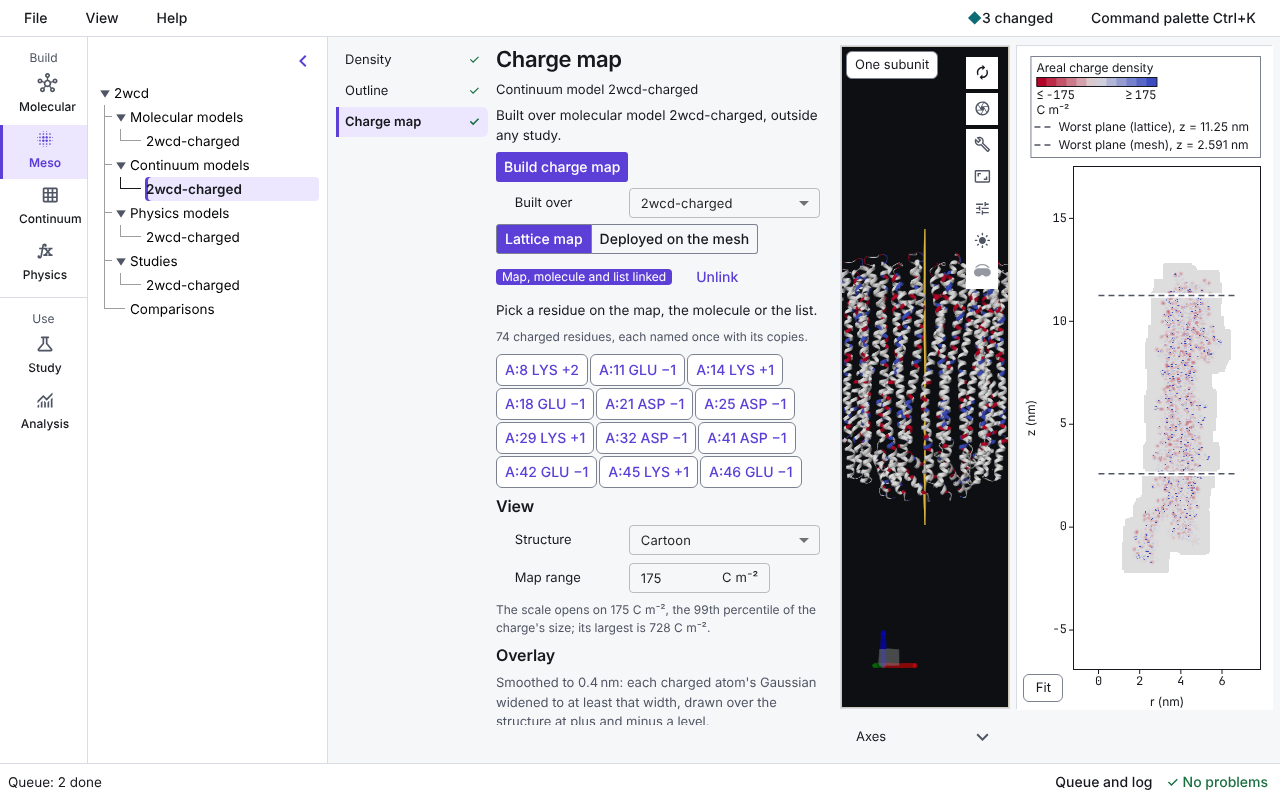 File View Help
3 changed Command palette Ctrl+K
Build
Molecular
Meso
Continuum
Physics
Use
Study
Analysis
2wcd
Molecular models
2wcd-charged
Continuum models
2wcd-charged
Physics models
2wcd-charged
Studies
2wcd-charged
Comparisons
Density
Outline
Charge map
Charge map
Continuum model 2wcd-charged
Built over molecular model 2wcd-charged, outside
any study.
Build charge map
Built over 2wcd-charged
Lattice map Deployed on the mesh
Map, molecule and list linked Unlink
Pick a residue on the map, the molecule or the list.
74 charged residues, each named once with its copies.
A:8 LYS +2 A:11 GLU −1 A:14 LYS +1
A:18 GLU −1 A:21 ASP −1 A:25 ASP −1
A:29 LYS +1 A:32 ASP −1 A:41 ASP −1
A:42 GLU −1 A:45 LYS +1 A:46 GLU −1
View
Structure Cartoon
Map range 175 C m⁻²
The scale opens on 175 C m⁻², the 99th percentile of the
charge's size; its largest is 728 C m⁻².
Overlay
Smoothed to 0.4 nm: each charged atom's Gaussian
widened to at least that width, drawn over the
structure at plus and minus a level.
One subunit
Axes
Areal charge density
≤ -175 ≥ 175
C m⁻²
Worst plane (lattice), z = 11.25 nm
Worst plane (mesh), z = 2.591 nm
z (nm)
15
10
5
0
-5
0 2 4 6
r (nm)
Fit
Queue: 2 done
Queue and log No problems